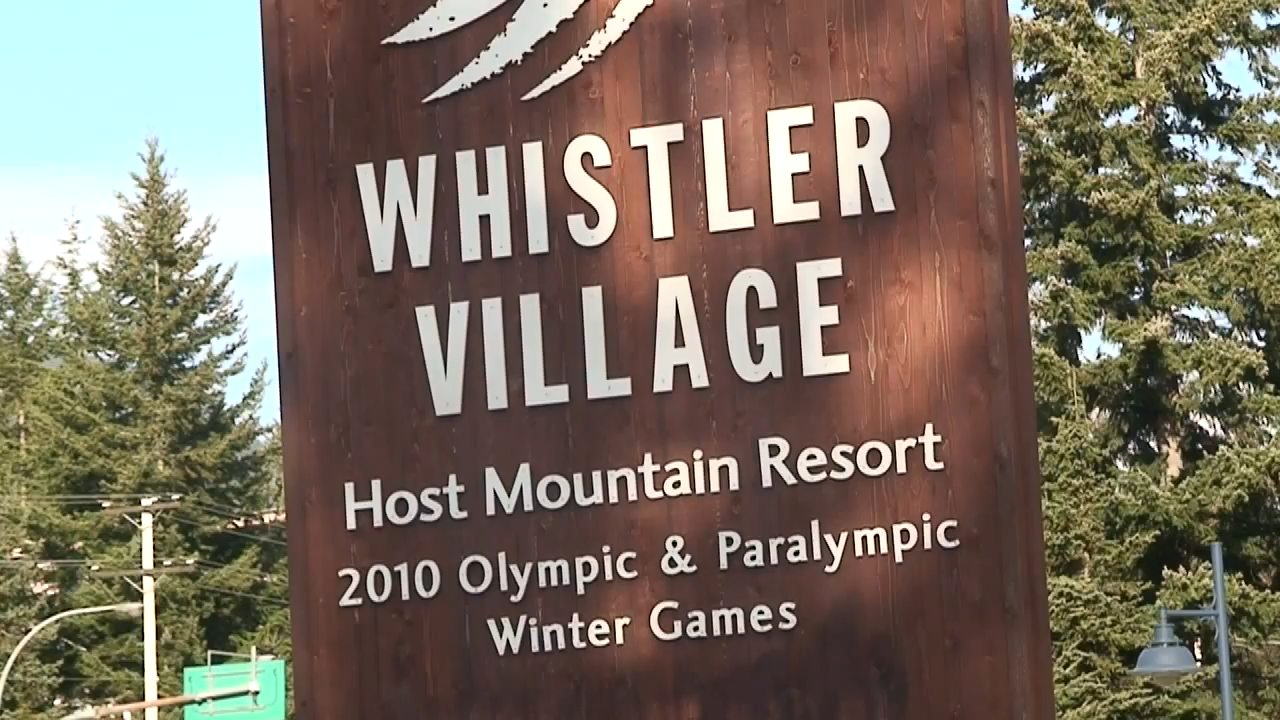 WHISTLER
VILLAGE
Host Mountain Resort
2010 Olympic & Paralympic
Winter Games